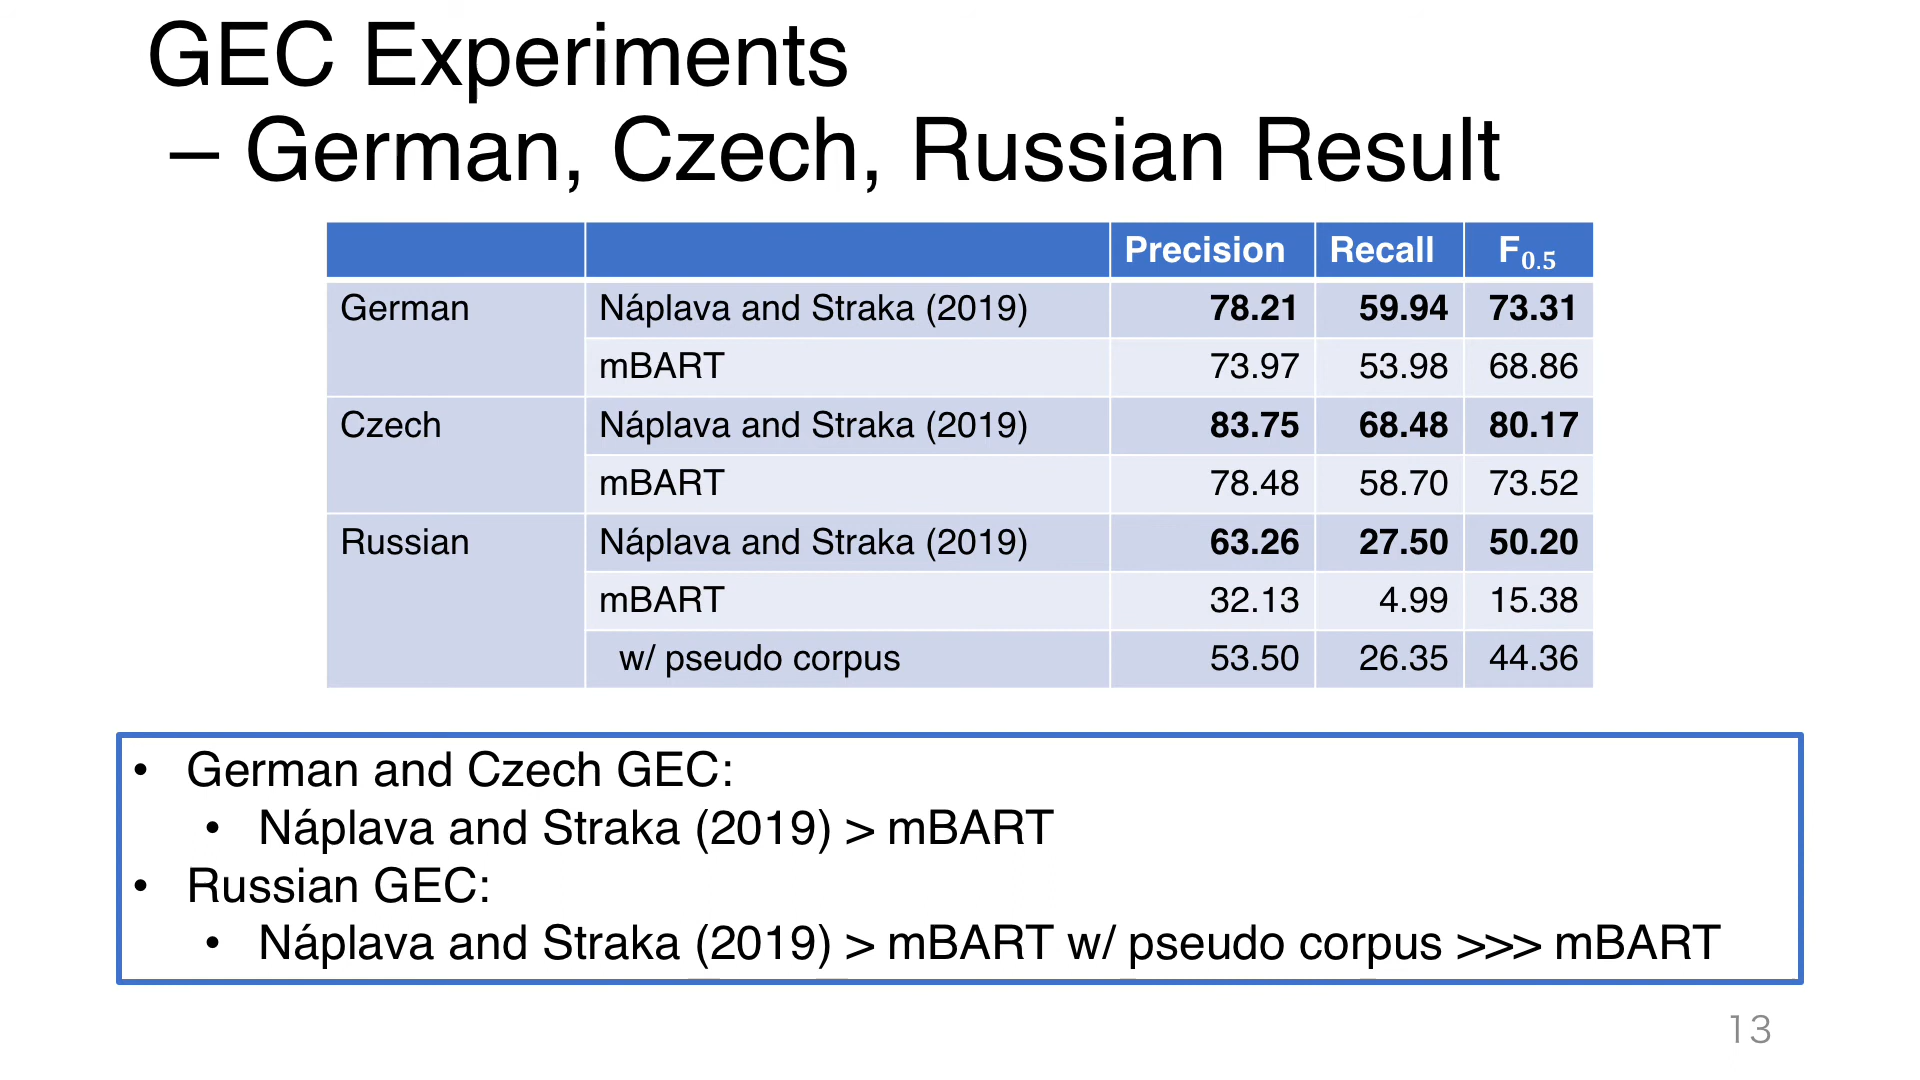 GEC Experiments
– German, Czech, Russian Result
Precision Recall F0.5
German Náplava and Straka (2019) 78.21 59.94 73.31
mBART 73.97 53.98 68.86
Czech Náplava and Straka (2019) 83.75 68.48 80.17
mBART 78.48 58.70 73.52
Russian Náplava and Straka (2019) 63.26 27.50 50.20
mBART 32.13 4.99 15.38
w/ pseudo corpus 53.50 26.35 44.36
• German and Czech GEC:
• Náplava and Straka (2019) > mBART
• Russian GEC:
• Náplava and Straka (2019) > mBART w/ pseudo corpus >>> mBART
13